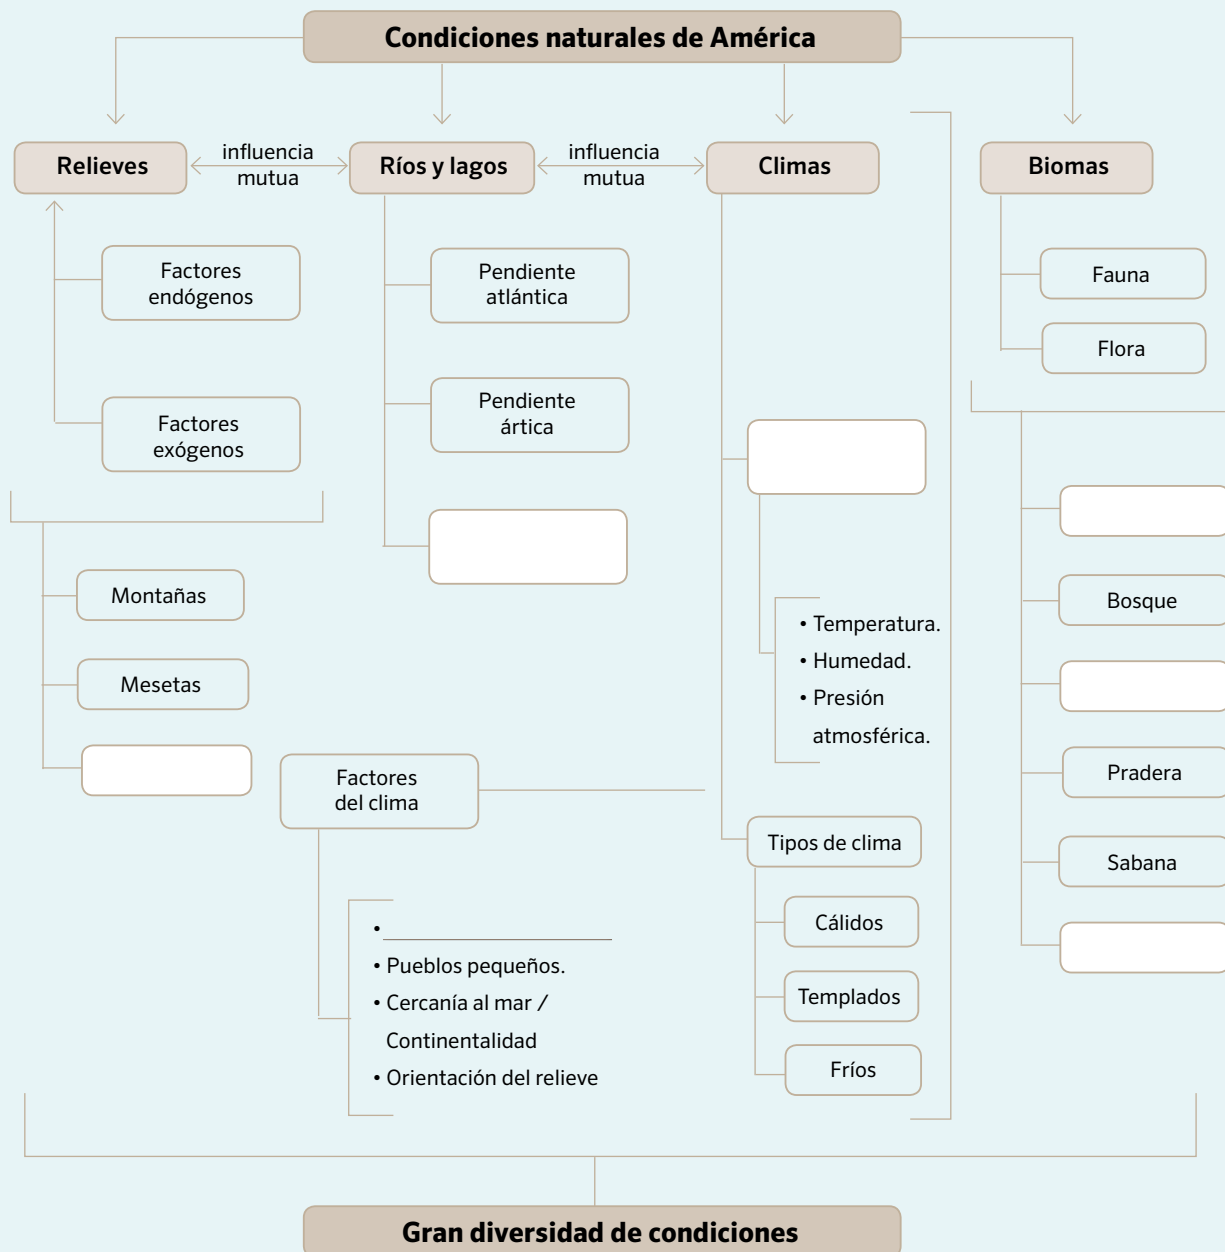 Condiciones naturales de América
Relieves
influencia
mutua
Ríos y lagos
influencia
mutua
Climas
Biomas
Factores
endógenos
Factores
exógenos
Montañas
Mesetas
Pendiente
atlántica
Pendiente
ártica
• Temperatura.
• Humedad.
• Presión
atmosférica.
Factores
del clima
•
• Pueblos pequeños.
• Cercanía al mar /
Continentalidad
• Orientación del relieve
Tipos de clima
Cálidos
Templados
Fríos
Fauna
Flora
Bosque
Pradera
Sabana
Gran diversidad de condiciones